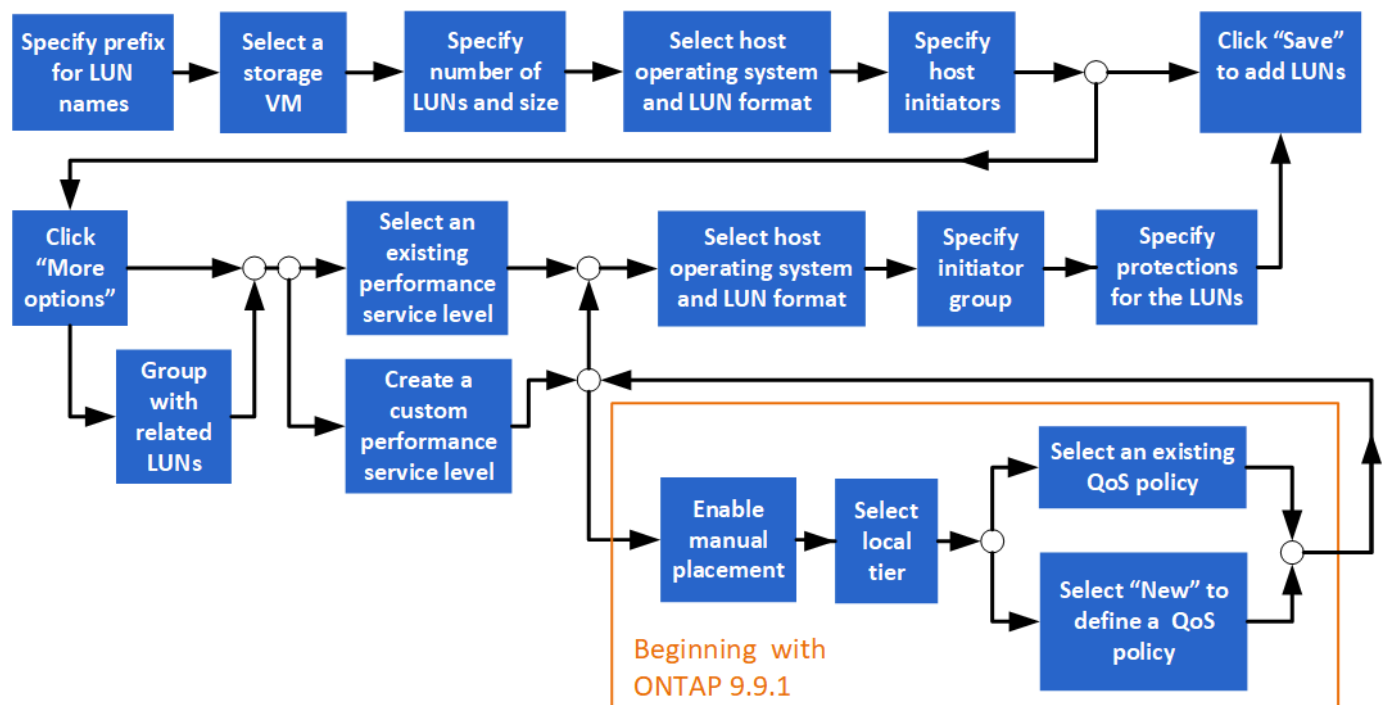 Specify prefix
for LUN
names
Select a
storage
VM
Specify
number of
LUNs and size
Select host
operating system
and LUN format
Specify
host
initiators
Click “Save”
to add LUNs
Click
“More
options”
Group
with
related
LUNs
Select an
existing
performance
service level
Create a
custom
performance
service level
Select host
operating system
and LUN format
Specify
initiator
group
Specify
protections
for the LUNs
Enable
manual
placement
Select
local
tier
Select an existing
QoS policy
Select “New” to
define a QoS
policy
Beginning with
ONTAP 9.9.1